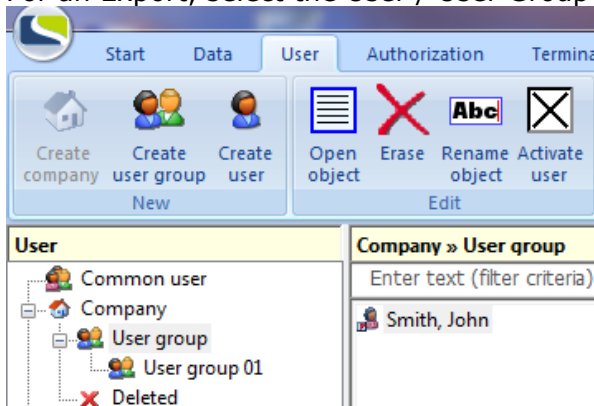 For an Export, select the User / User Group
Start Data User Authorization Termina
Create company Create user group Create user Open object Erase Rename object Activate user
Abc
New Edit
User Company » User group
Common user Enter text (filter criteria)
Company Smith, John
User group
User group 01
Deleted